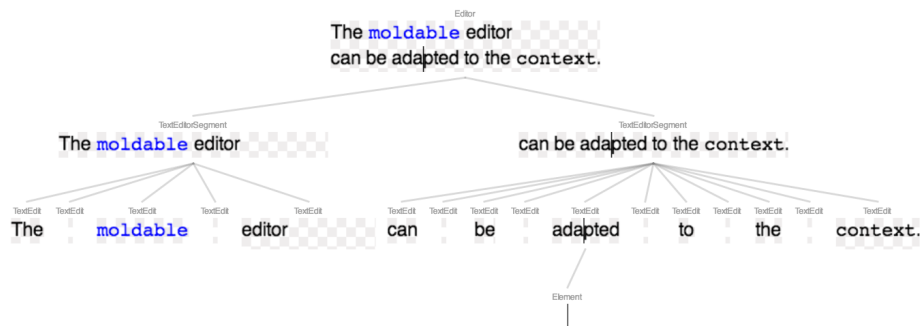 Editor
The moldable editor
can be adapted to the context.
TextEditorSegment TextEditorSegment
The moldable editor can be adapted to the context.
TextEdit TextEdit TextEdit TextEdit TextEdit TextEdit TextEdit TextEdit TextEdit TextEdit TextEdit TextEdit TextEdit TextEdit TextEdit TextEdit
The moldable editor can be adapted to the context.
Element